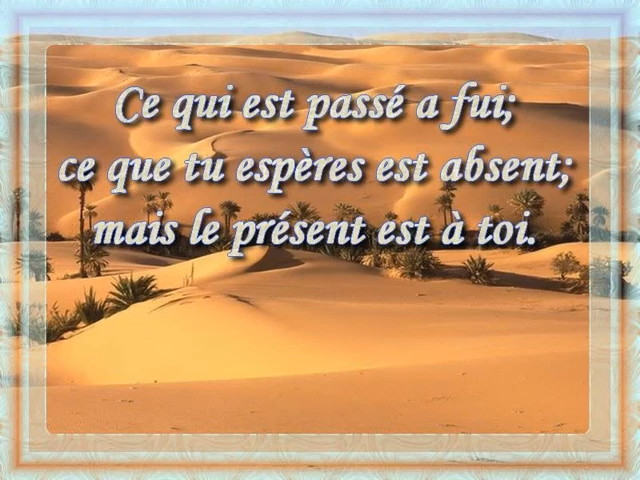 Ce qui est passé a fui;
ce que tu espères est absent;
mais le présent est à toi.